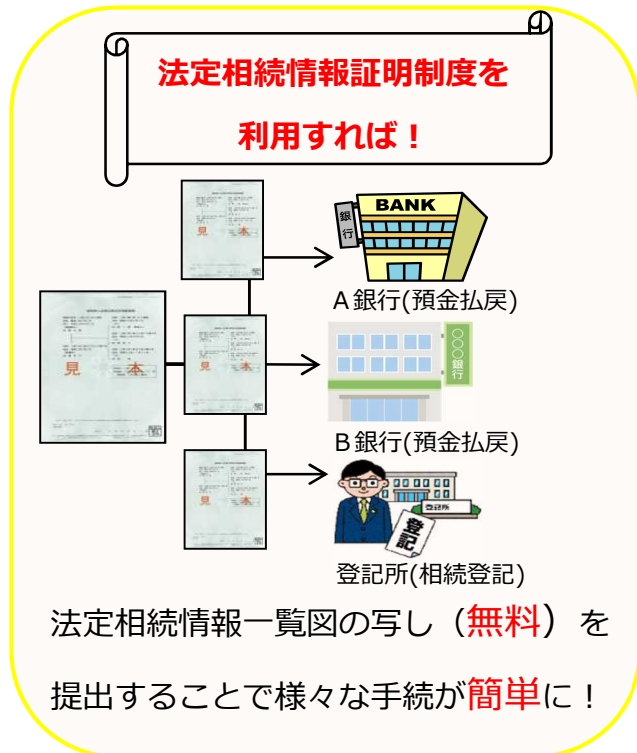 法定相続情報証明制度を
利用すれば！
見 本
BANK
銀行
A銀行(預金払戻)
見 本
見 本
〇〇〇銀行
B銀行(預金払戻)
見 本
登記所
登記
登記所(相続登記)
法定相続情報一覧図の写し（無料）を
提出することで様々な手続が簡単に！